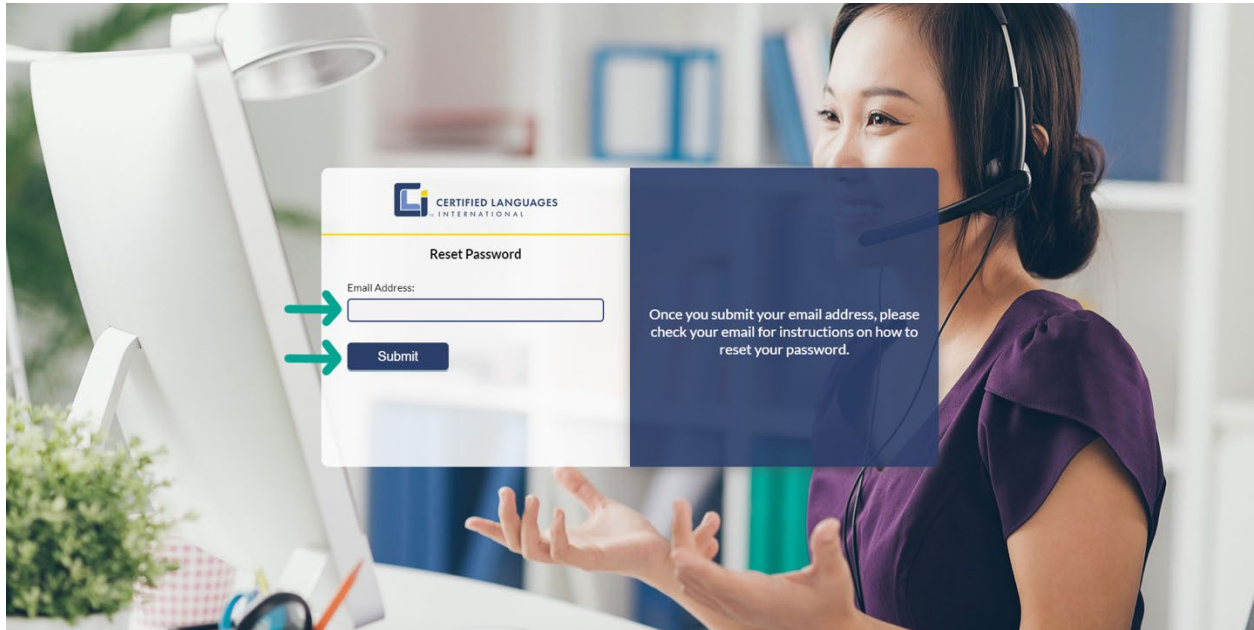 CERTIFIED LANGUAGES
INTERNATIONAL
Reset Password
Email Address:
Submit
Once you submit your email address, please
check your email for instructions on how to
reset your password.